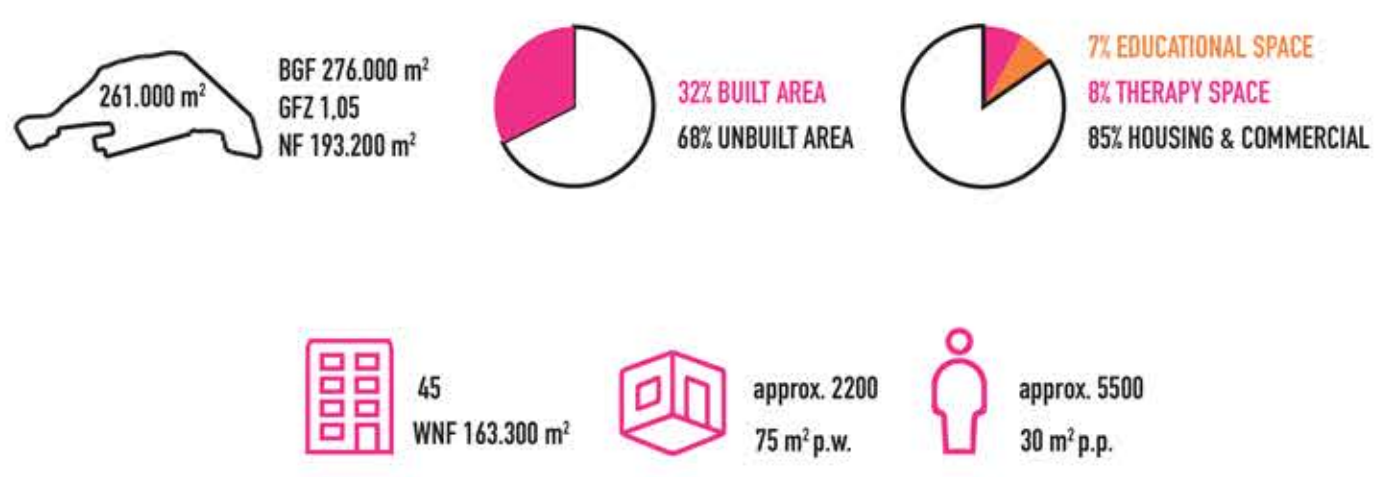 261.000 m²
BGF 276.000 m²
GFZ 1,05
NF 193.200 m²
32% BUILT AREA
68% UNBUILT AREA
7% EDUCATIONAL SPACE
8% THERAPY SPACE
85% HOUSING & COMMERCIAL
45
WNF 163.300 m²
approx. 2200
75 m² p.w.
approx. 5500
30 m² p.p.